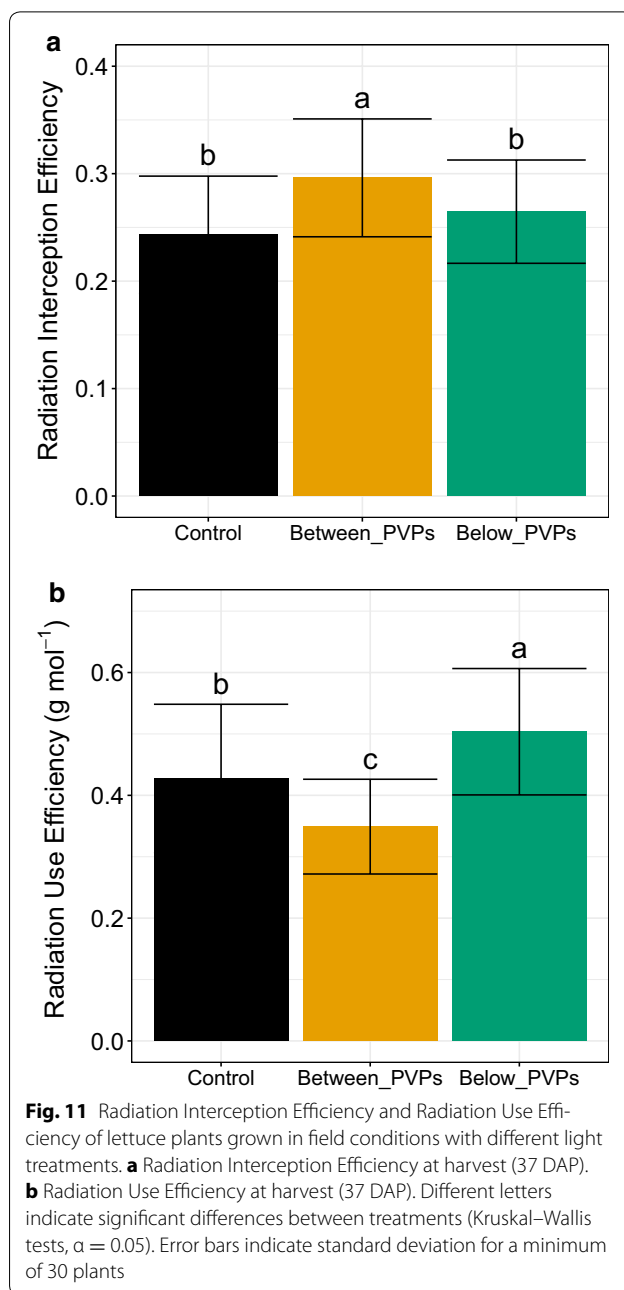 a
Radiation Interception Efficiency
0.4
0.3
0.2
0.1
0.0
b
a
b
Control Between_PVPs Below_PVPs
b
Radiation Use Efficiency (g mol⁻¹)
0.6
0.4
0.2
0.0
b
c
a
Control Between_PVPs Below_PVPs
Fig. 11 Radiation Interception Efficiency and Radiation Use Effi-
ciency of lettuce plants grown in field conditions with different light
treatments. a Radiation Interception Efficiency at harvest (37 DAP).
b Radiation Use Efficiency at harvest (37 DAP). Different letters
indicate significant differences between treatments (Kruskal–Wallis
tests, α = 0.05). Error bars indicate standard deviation for a minimum
of 30 plants